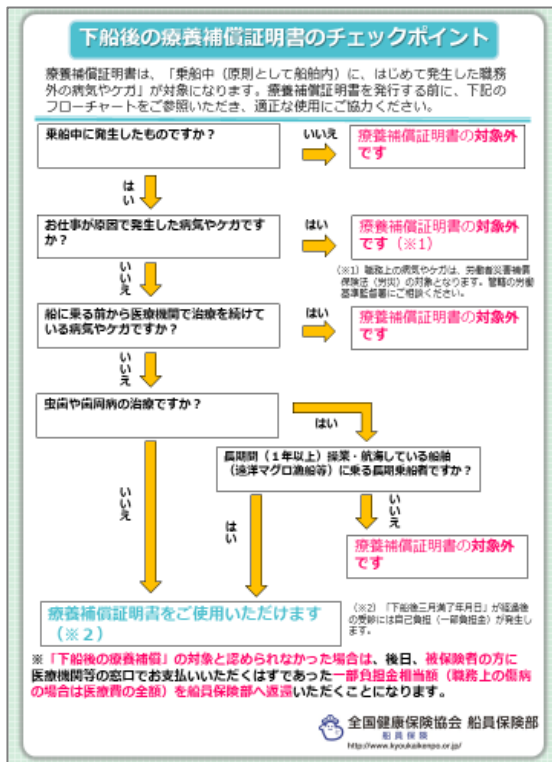 下船後の療養補償証明書のチェックポイント
療養補償証明書は、「乗船中（原則として船舶内）に、はじめて発生した職務
外の病気やケガ」が対象になります。療養補償証明書を発行する前に、下記の
フローチャートをご参照いただき、適正な使用にご協力ください。
乗船中に発生したものですか？
いいえ
療養補償証明書の対象外
です
はい
お仕事が原因で発生した病気やケガです
か？
はい
療養補償証明書の対象外
です（※1）
（※1）職務上の病気やケガは、労働者災害補償
保険法（労災）の対象となります。管轄の労働
基準監督署にご相談ください。
いいえ
船に乗る前から医療機関で治療を続けて
いる病気やケガですか？
はい
療養補償証明書の対象外
です
いいえ
虫歯や歯周病の治療ですか？
はい
長期間（１年以上）操業・航海している船舶
（遠洋マグロ漁船等）に乗る長期乗船者ですか？
いいえ
はい
いいえ
療養補償証明書の対象外
です
療養補償証明書をご使用いただけます
（※２）
（※２）「下船後三月満了年月日」が経過後
の受診には自己負担（一部負担金）が発生し
ます。
※「下船後の療養補償」の対象と認められなかった場合は、後日、被保険者の方に
医療機関等の窓口でお支払いいただくはずであった一部負担金相当額（職務上の傷病
の場合は医療費の全額）を船員保険部へ返還いただくことになります。
全国健康保険協会 船員保険部
船員保険
http://www.kyoukaikenpo.or.jp/